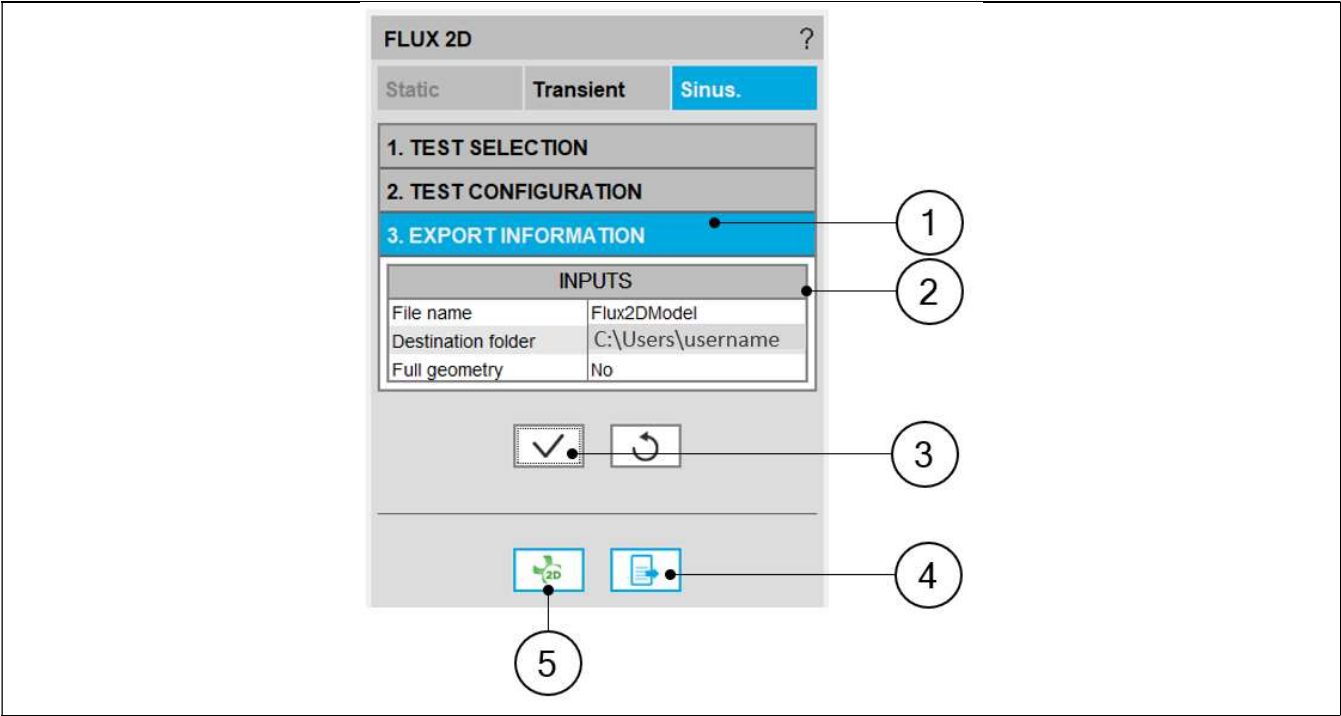 FLUX 2D ?
Static Transient Sinus.
1. TEST SELECTION
2. TEST CONFIGURATION
3. EXPORT INFORMATION
1
INPUTS
2
File name Flux2DModel
Destination folder C:\Users\username
Full geometry No
3
2D
4
5